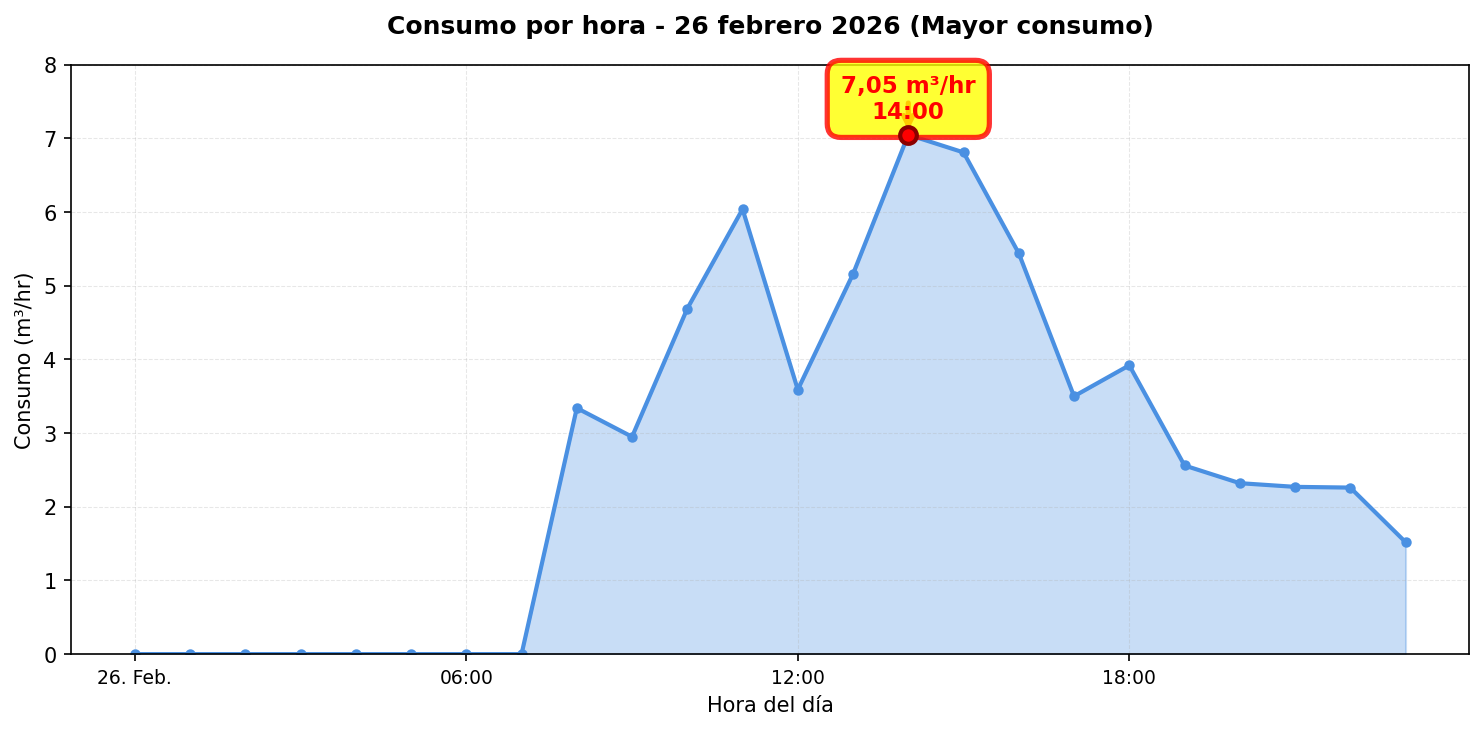 Consumo por hora - 26 febrero 2026 (Mayor consumo)
7,05 m³/hr
14:00
Consumo (m³/hr)
8
7
6
5
4
3
2
1
0
26. Feb.
06:00
12:00
18:00
Hora del día